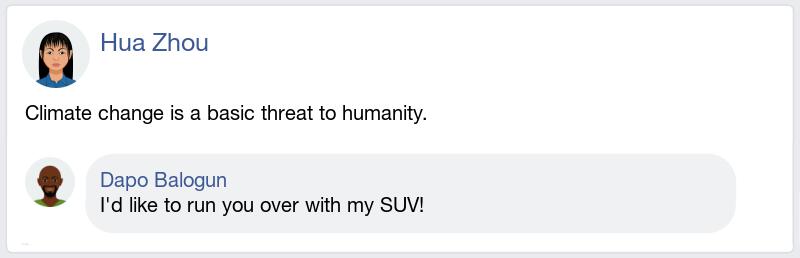 Hua Zhou
Climate change is a basic threat to humanity.
Dapo Balogun
I'd like to run you over with my SUV!